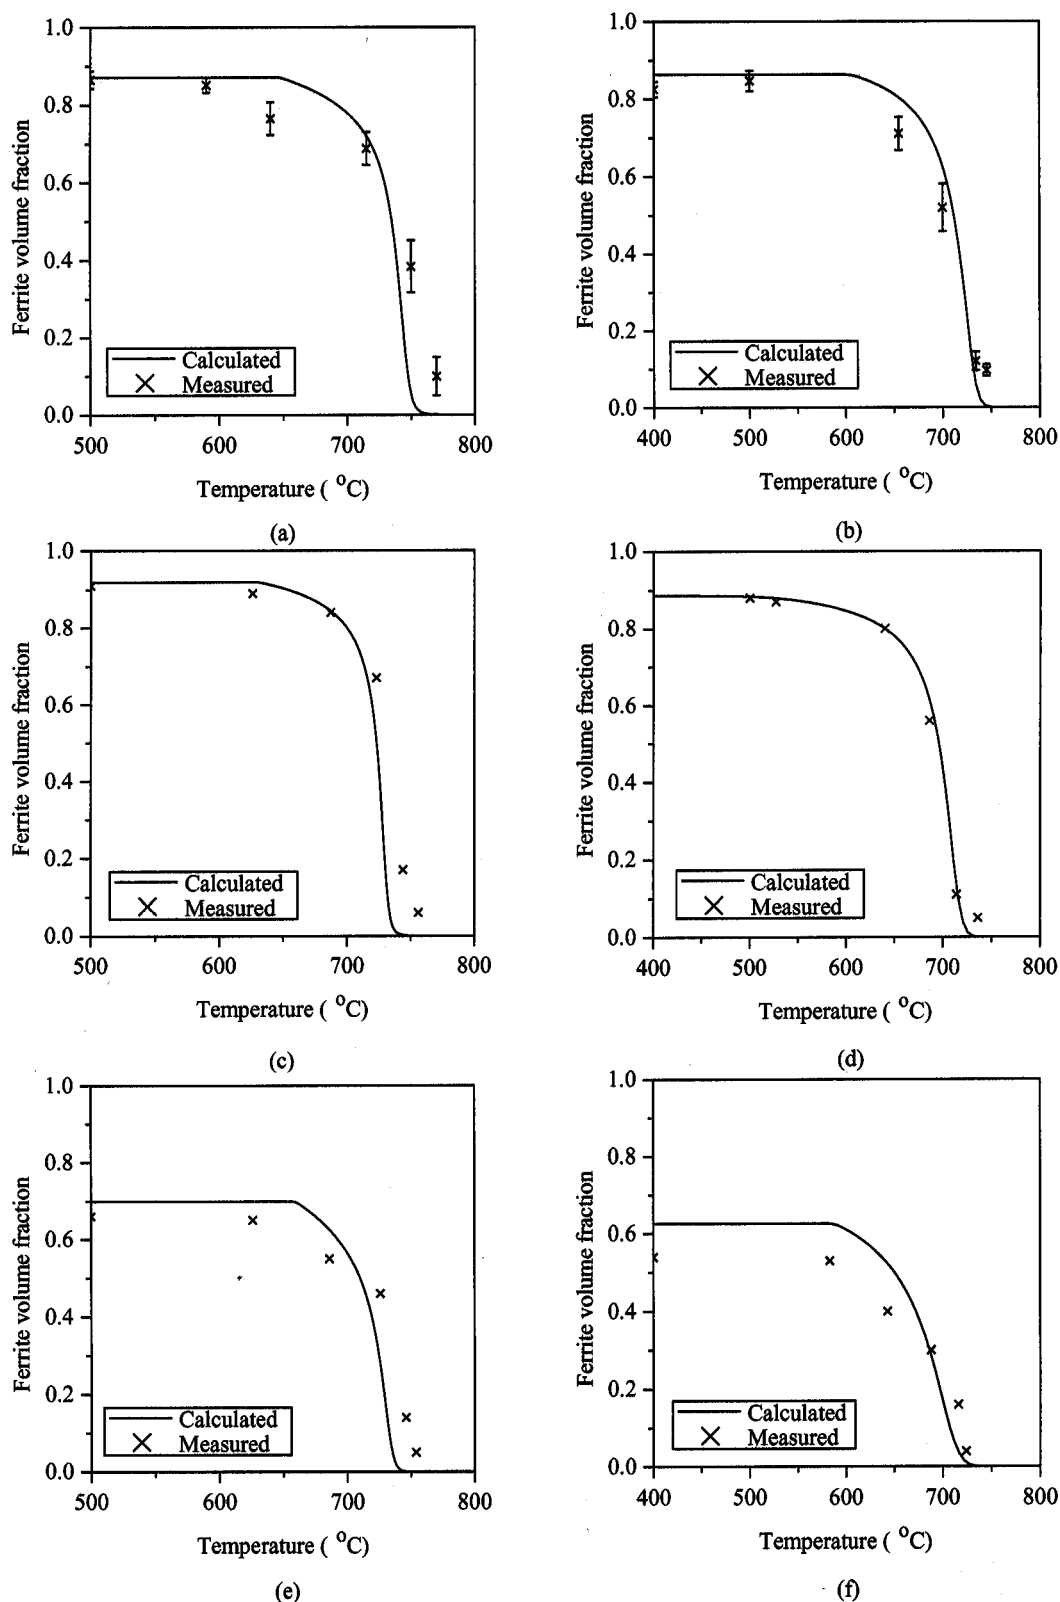 1.0
0.8
0.6
0.4
0.2
0.0
Ferrite volume fraction
Calculated
Measured
500 600 700 800
Temperature ( °C)
(a)
1.0
0.8
0.6
0.4
0.2
0.0
Ferrite volume fraction
Calculated
Measured
400 500 600 700 800
Temperature ( °C)
(b)
1.0
0.8
0.6
0.4
0.2
0.0
Ferrite volume fraction
Calculated
Measured
500 600 700 800
Temperature ( °C)
(c)
1.0
0.8
0.6
0.4
0.2
0.0
Ferrite volume fraction
Calculated
Measured
400 500 600 700 800
Temperature ( °C)
(d)
1.0
0.8
0.6
0.4
0.2
0.0
Ferrite volume fraction
Calculated
Measured
500 600 700 800
Temperature ( °C)
(e)
1.0
0.8
0.6
0.4
0.2
0.0
Ferrite volume fraction
Calculated
Measured
400 500 600 700 800
Temperature ( °C)
(f)